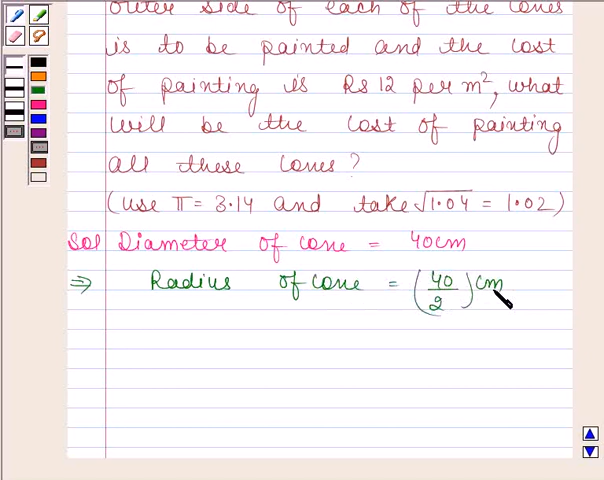 outer side of each of the cones
is to be painted and the cost
of painting is Rs 12 per m², what
will be the cost of painting
all these cones?
(use π = 3.14 and take √1.04 = 1.02)
Sol Diameter of cone = 40cm
⇒ Radius of cone = (40/2) cm